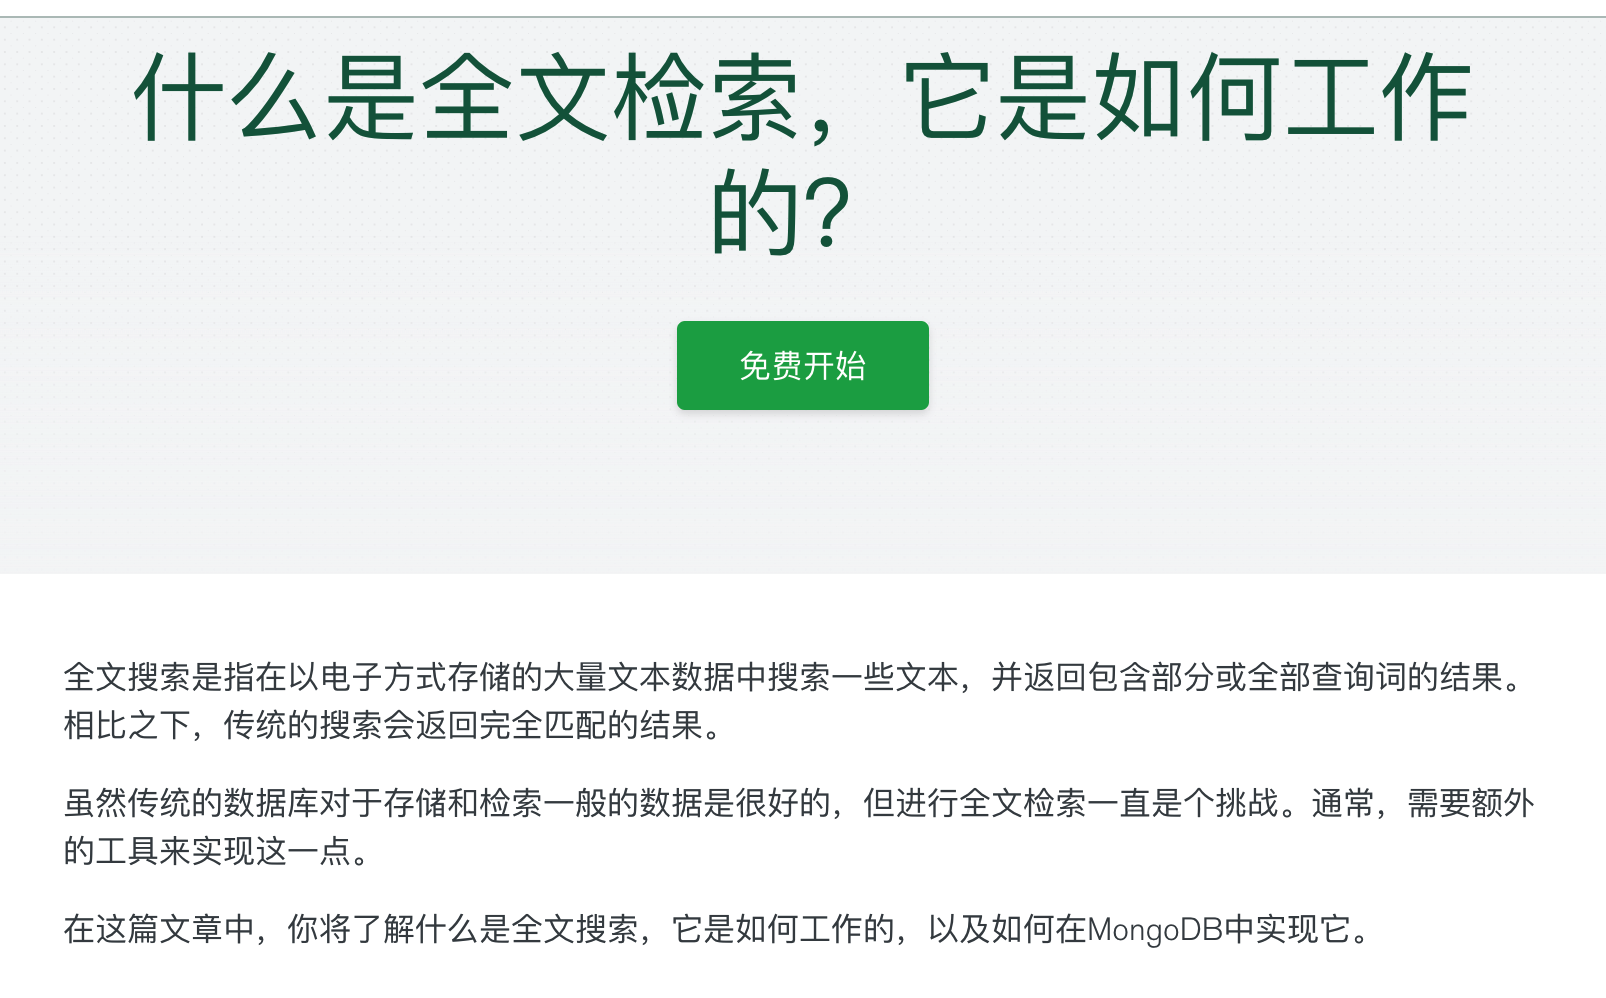 什么是全文检索，它是如何工作
的?
免费开始
全文搜索是指在以电子方式存储的大量文本数据中搜索一些文本，并返回包含部分或全部查询词的结果。
相比之下，传统的搜索会返回完全匹配的结果。
虽然传统的数据库对于存储和检索一般的数据是很好的，但进行全文检索一直是个挑战。通常，需要额外
的工具来实现这一点。
在这篇文章中，你将了解什么是全文搜索，它是如何工作的，以及如何在MongoDB中实现它。